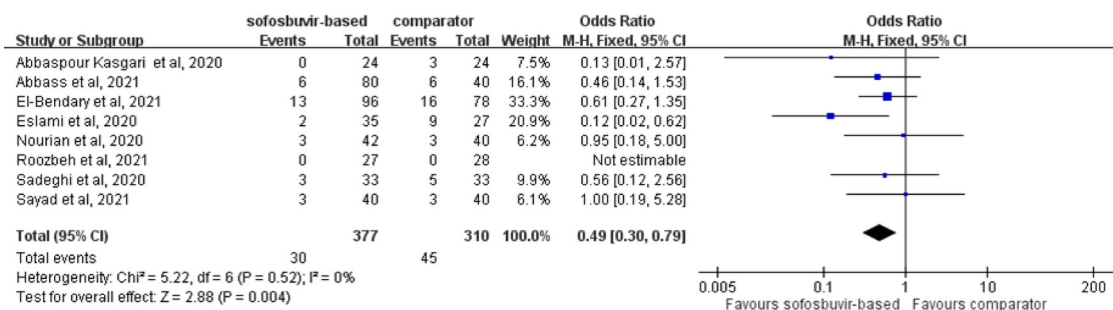 sofosbuvir-based comparator Odds Ratio Odds Ratio
Study or Subgroup Events Total Events Total Weight M-H, Fixed, 95% CI M-H, Fixed, 95% CI
Abbaspour Kasgari et al, 2020 0 24 3 24 7.5% 0.13 [0.01, 2.57]
Abbass et al, 2021 6 80 6 40 16.1% 0.46 [0.14, 1.53]
El-Bendary et al, 2021 13 96 16 78 33.3% 0.61 [0.27, 1.35]
Eslami et al, 2020 2 35 9 27 20.9% 0.12 [0.02, 0.62]
Nourian et al, 2020 3 42 3 40 6.2% 0.95 [0.18, 5.00]
Roozbeh et al, 2021 0 27 0 28 Not estimable
Sadeghi et al, 2020 3 33 5 33 9.9% 0.56 [0.12, 2.56]
Sayad et al, 2021 3 40 3 40 6.1% 1.00 [0.19, 5.28]
Total (95% CI) 377 310 100.0% 0.49 [0.30, 0.79]
Total events 30 45
Heterogeneity: Chi² = 5.22, df = 6 (P = 0.52); I² = 0%
Test for overall effect: Z = 2.88 (P = 0.004)
0.005 0.1 1 10 200
Favours sofosbuvir-based Favours comparator